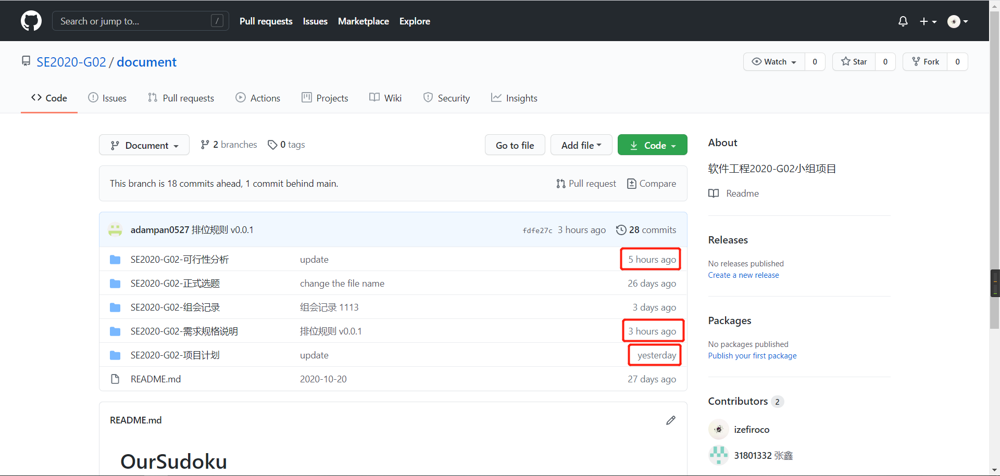 Search or jump to... /
Pull requests Issues Marketplace Explore
SE2020-G02 / document
Watch 0 Star 0 Fork 0
Code Issues Pull requests Actions Projects Wiki Security Insights
Document 2 branches 0 tags Go to file Add file Code
This branch is 18 commits ahead, 1 commit behind main. Pull request Compare
adampan0527 排位规则 v0.0.1 fdfe27c 3 hours ago 28 commits
SE2020-G02-可行性分析 update 5 hours ago
SE2020-G02-正式选题 change the file name 26 days ago
SE2020-G02-组会记录 组会记录 1113 3 days ago
SE2020-G02-需求规格说明 排位规则 v0.0.1 3 hours ago
SE2020-G02-项目计划 update yesterday
README.md 2020-10-20 27 days ago
README.md
OurSudoku
About
软件工程2020-G02小组项目
Readme
Releases
No releases published
Create a new release
Packages
No packages published
Publish your first package
Contributors 2
izefiroco
31801332 张鑫